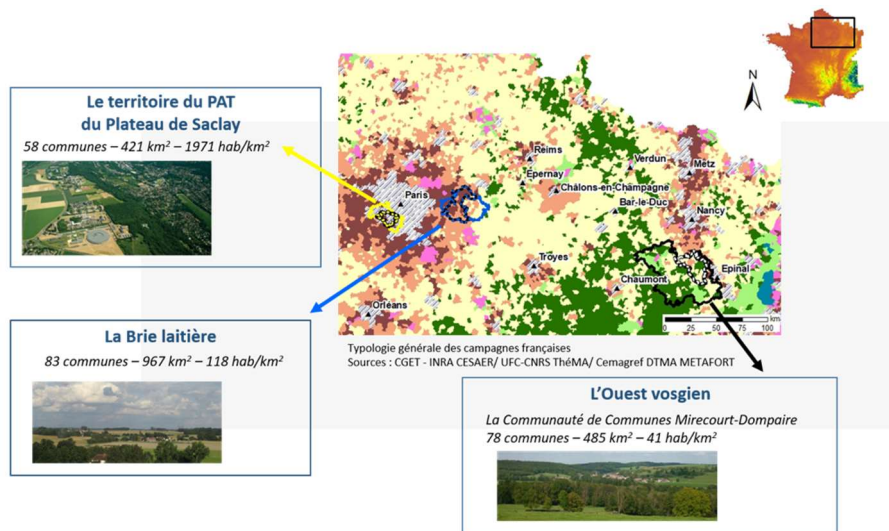 Le territoire du PAT
du Plateau de Saclay
58 communes – 421 km² – 1971 hab/km²
N
Reims
Verdun
Metz
Épernay
Châlons-en-Champagne
Paris
Bar-le-Duc
Nancy
Troyes
Epinal
Chaumont
Orléans
km
0 25 50 75 100
Typologie générale des campagnes françaises
Sources : CGET - INRA CESAER/ UFC-CNRS ThéMA/ Cemagref DTMA METAFORT
La Brie laitière
83 communes – 967 km² – 118 hab/km²
L'Ouest vosgien
La Communauté de Communes Mirecourt-Dompaire
78 communes – 485 km² – 41 hab/km²